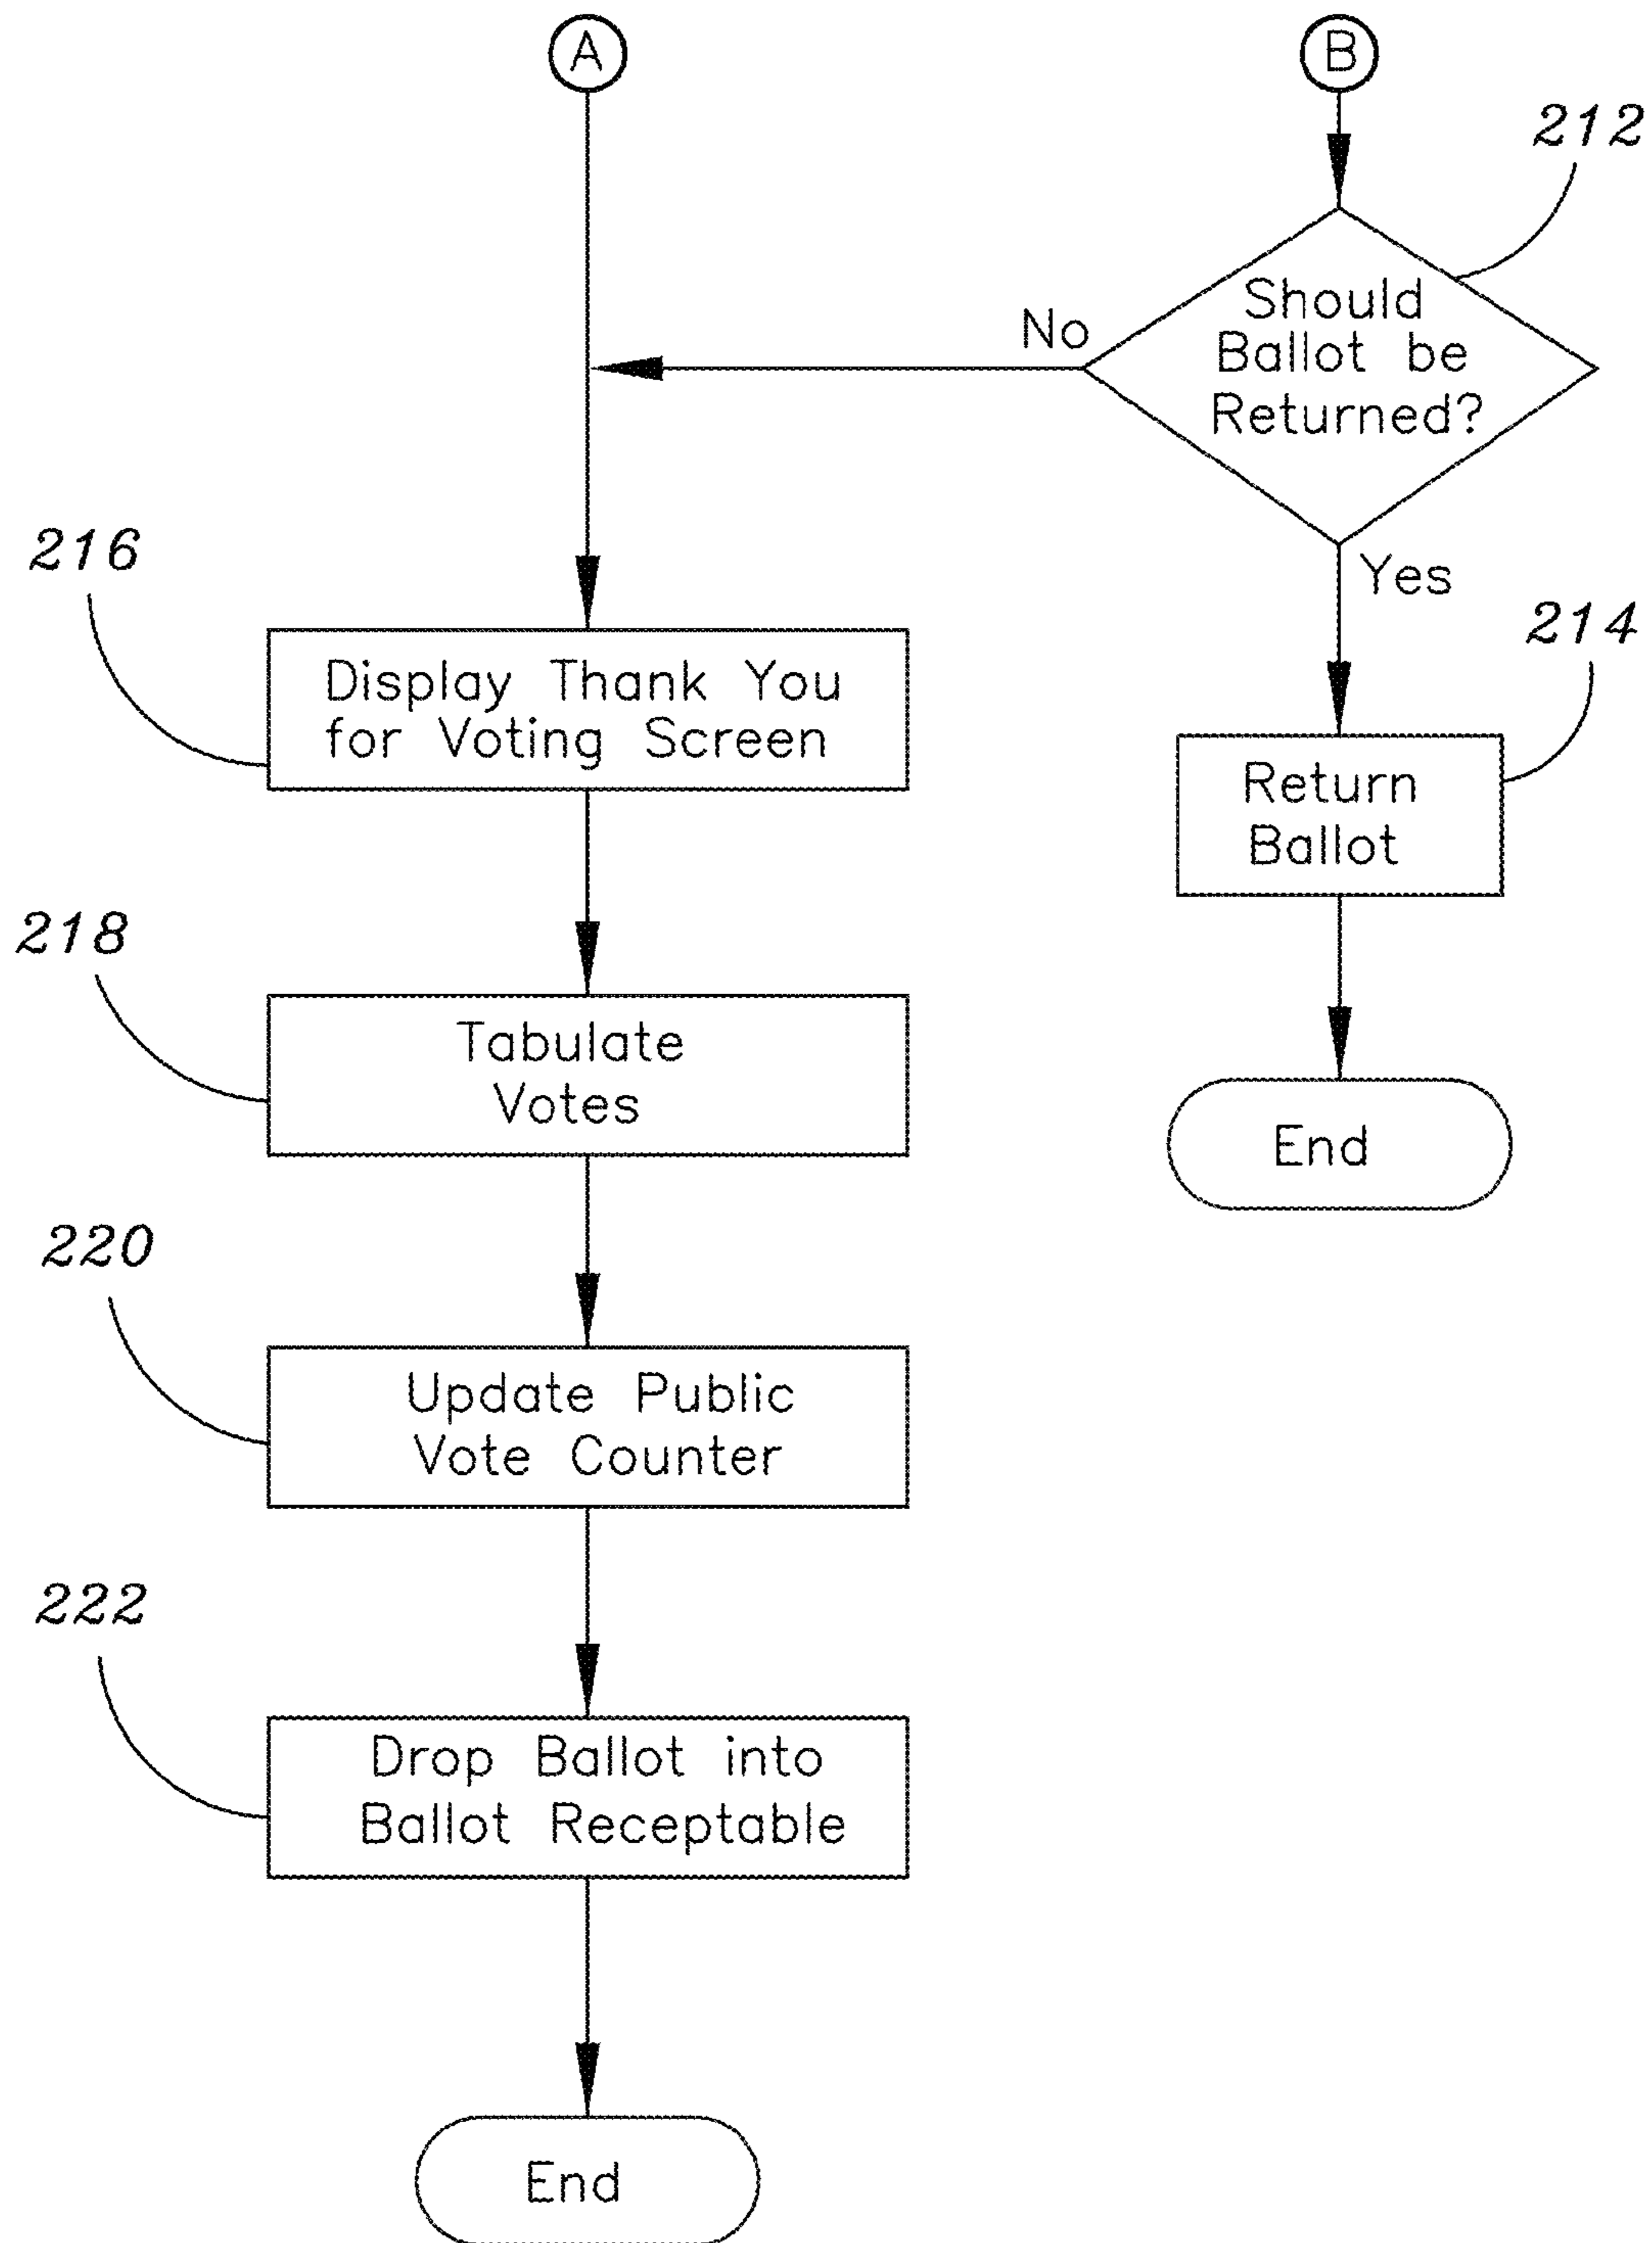 A
B
212
Should
Ballot be
Returned?
No
Yes
216
Display Thank You
for Voting Screen
214
Return
Ballot
218
Tabulate
Votes
End
220
Update Public
Vote Counter
222
Drop Ballot into
Ballot Receptable
End